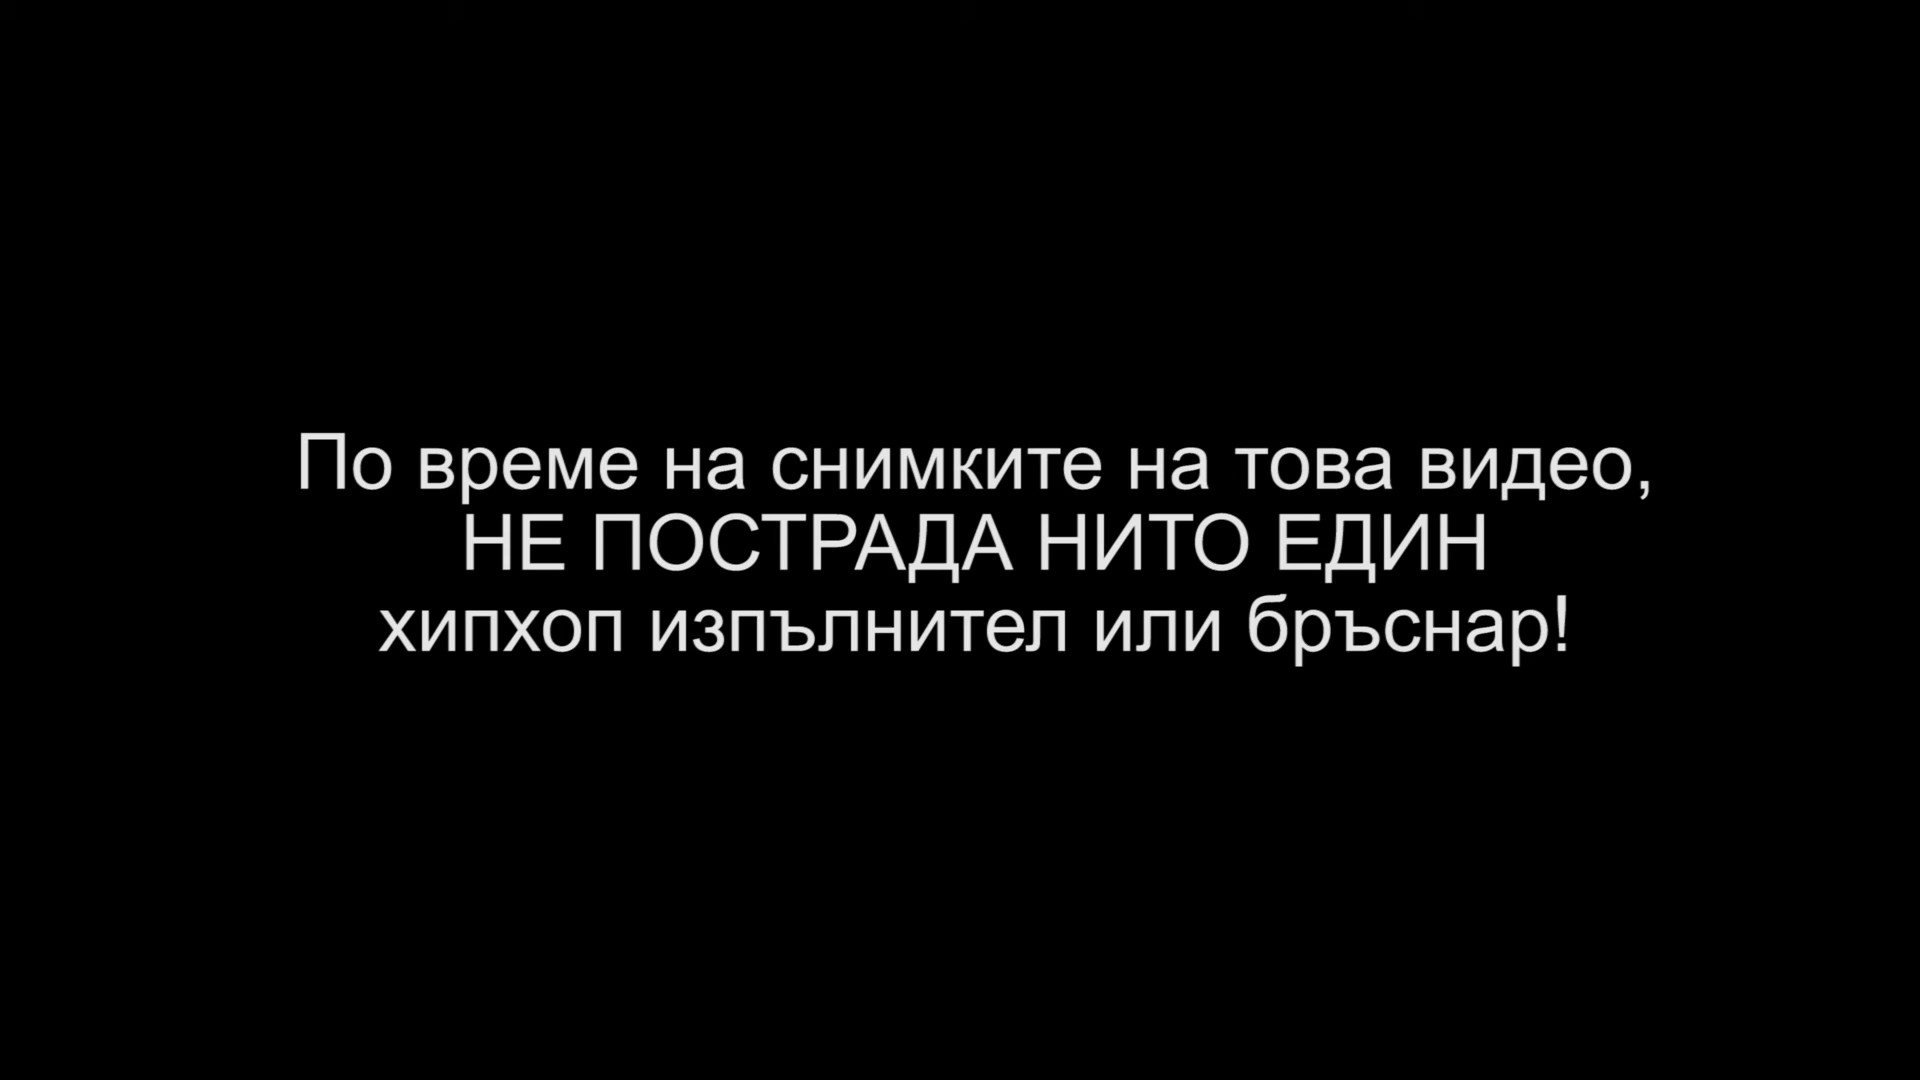 По време на снимките на това видео,
НЕ ПОСТРАДА НИТО ЕДИН
хипхоп изпълнител или бръснар!